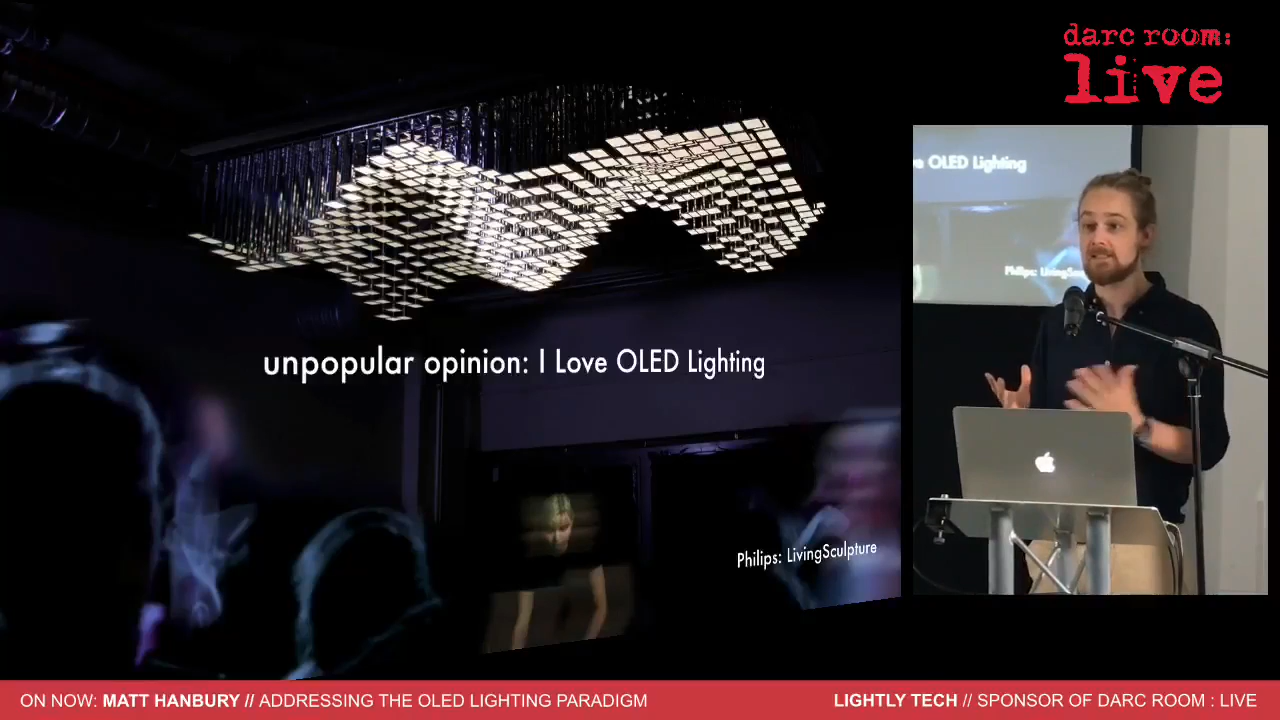 darc room:
live
unpopular opinion: I Love OLED Lighting
Philips: LivingSculpture
OLED Lighting
Philips:
ON NOW: MATT HANBURY // ADDRESSING THE OLED LIGHTING PARADIGM
LIGHTLY TECH // SPONSOR OF DARC ROOM : LIVE